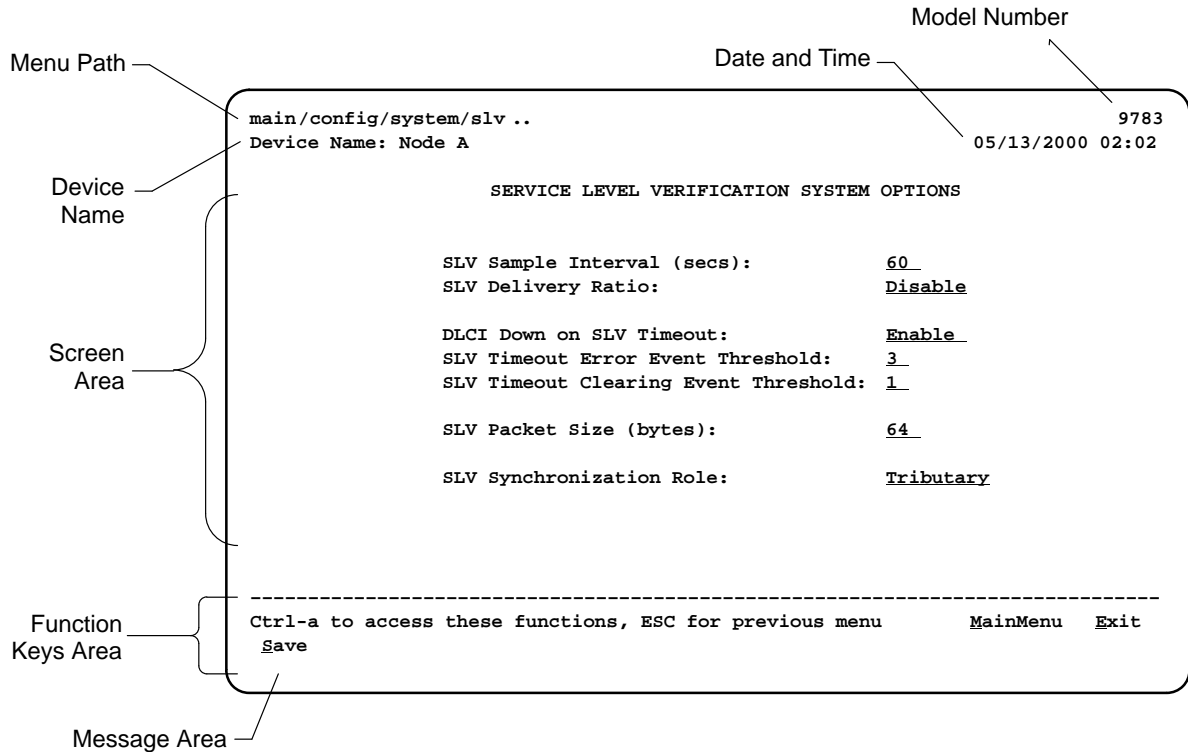 Model Number
Menu Path
Date and Time
main/config/system/slv .. 9783
Device Name: Node A 05/13/2000 02:02
Device
Name
SERVICE LEVEL VERIFICATION SYSTEM OPTIONS
SLV Sample Interval (secs): 60
SLV Delivery Ratio: Disable
DLCI Down on SLV Timeout: Enable
Screen
Area
SLV Timeout Error Event Threshold: 3
SLV Timeout Clearing Event Threshold: 1
SLV Packet Size (bytes): 64
SLV Synchronization Role: Tributary
--------------------------------------------------------------------------------
Function
Keys Area
Ctrl-a to access these functions, ESC for previous menu MainMenu Exit
Save
Message Area